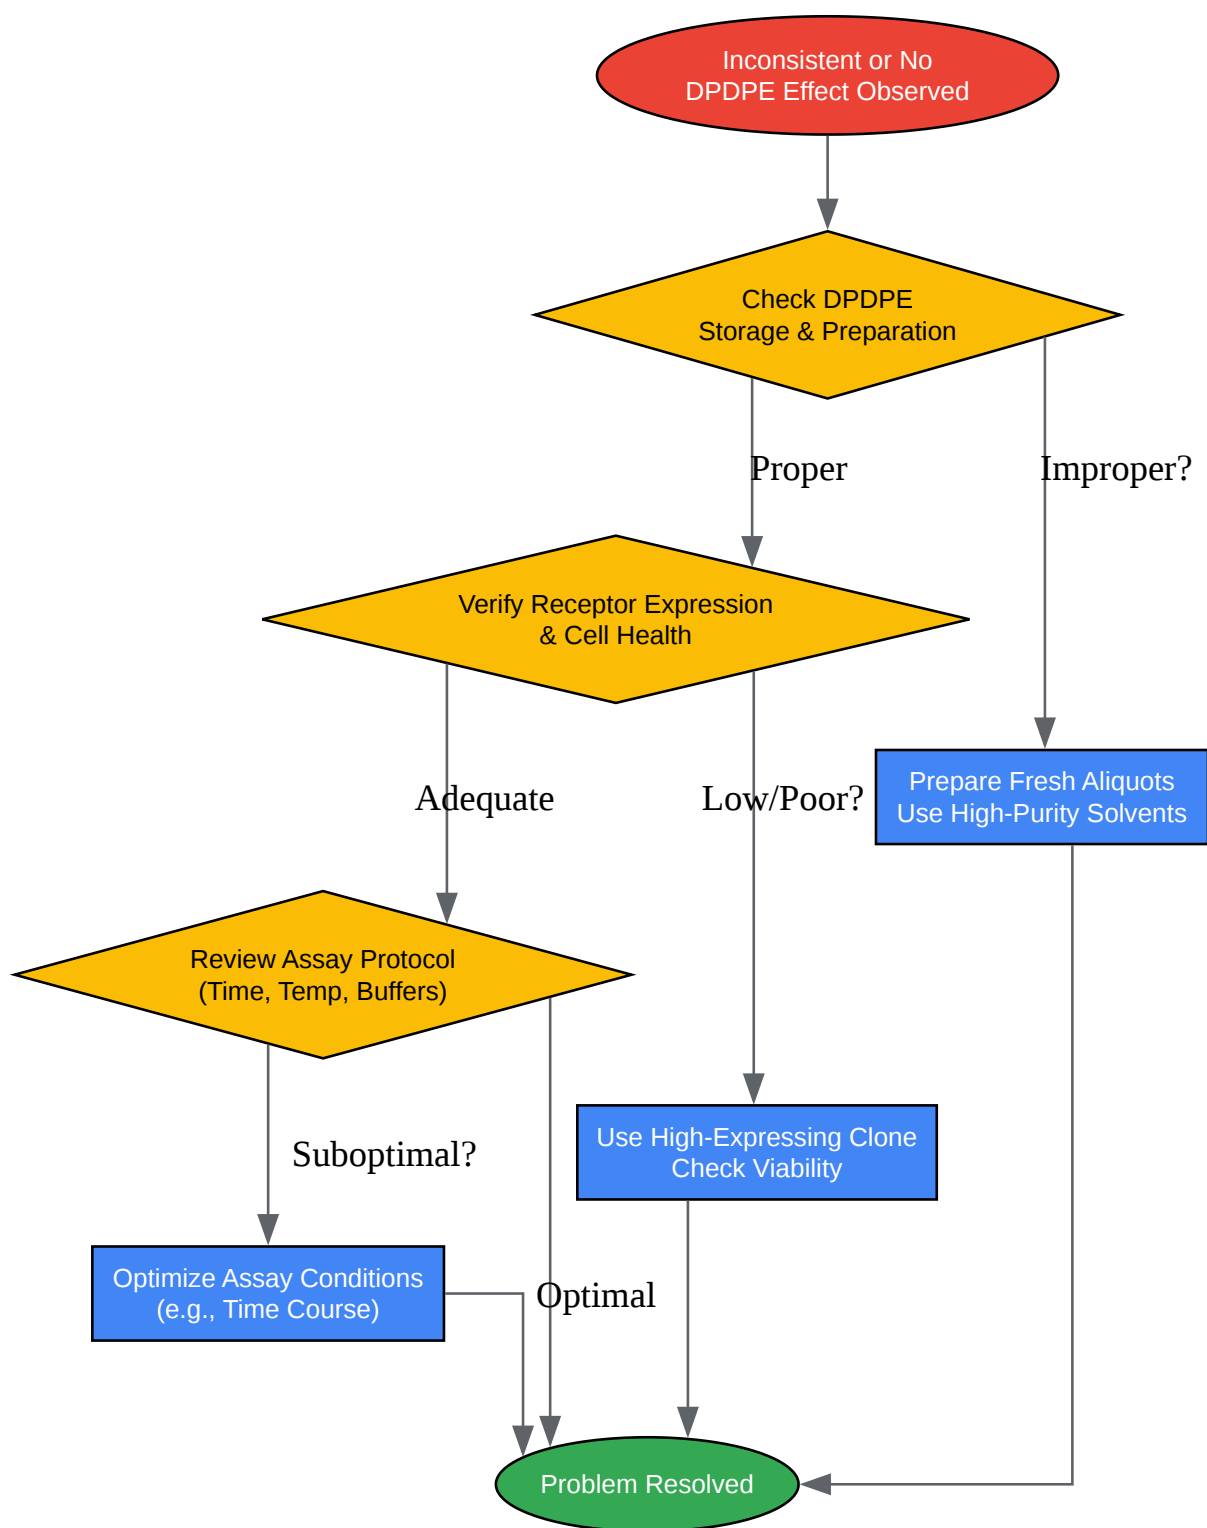 Inconsistent or No
DPDPE Effect Observed
Check DPDPE
Storage & Preparation
Proper
Improper?
Verify Receptor Expression
& Cell Health
Adequate
Low/Poor?
Prepare Fresh Aliquots
Use High-Purity Solvents
Review Assay Protocol
(Time, Temp, Buffers)
Suboptimal?
Use High-Expressing Clone
Check Viability
Optimize Assay Conditions
(e.g., Time Course)
Optimal
Problem Resolved